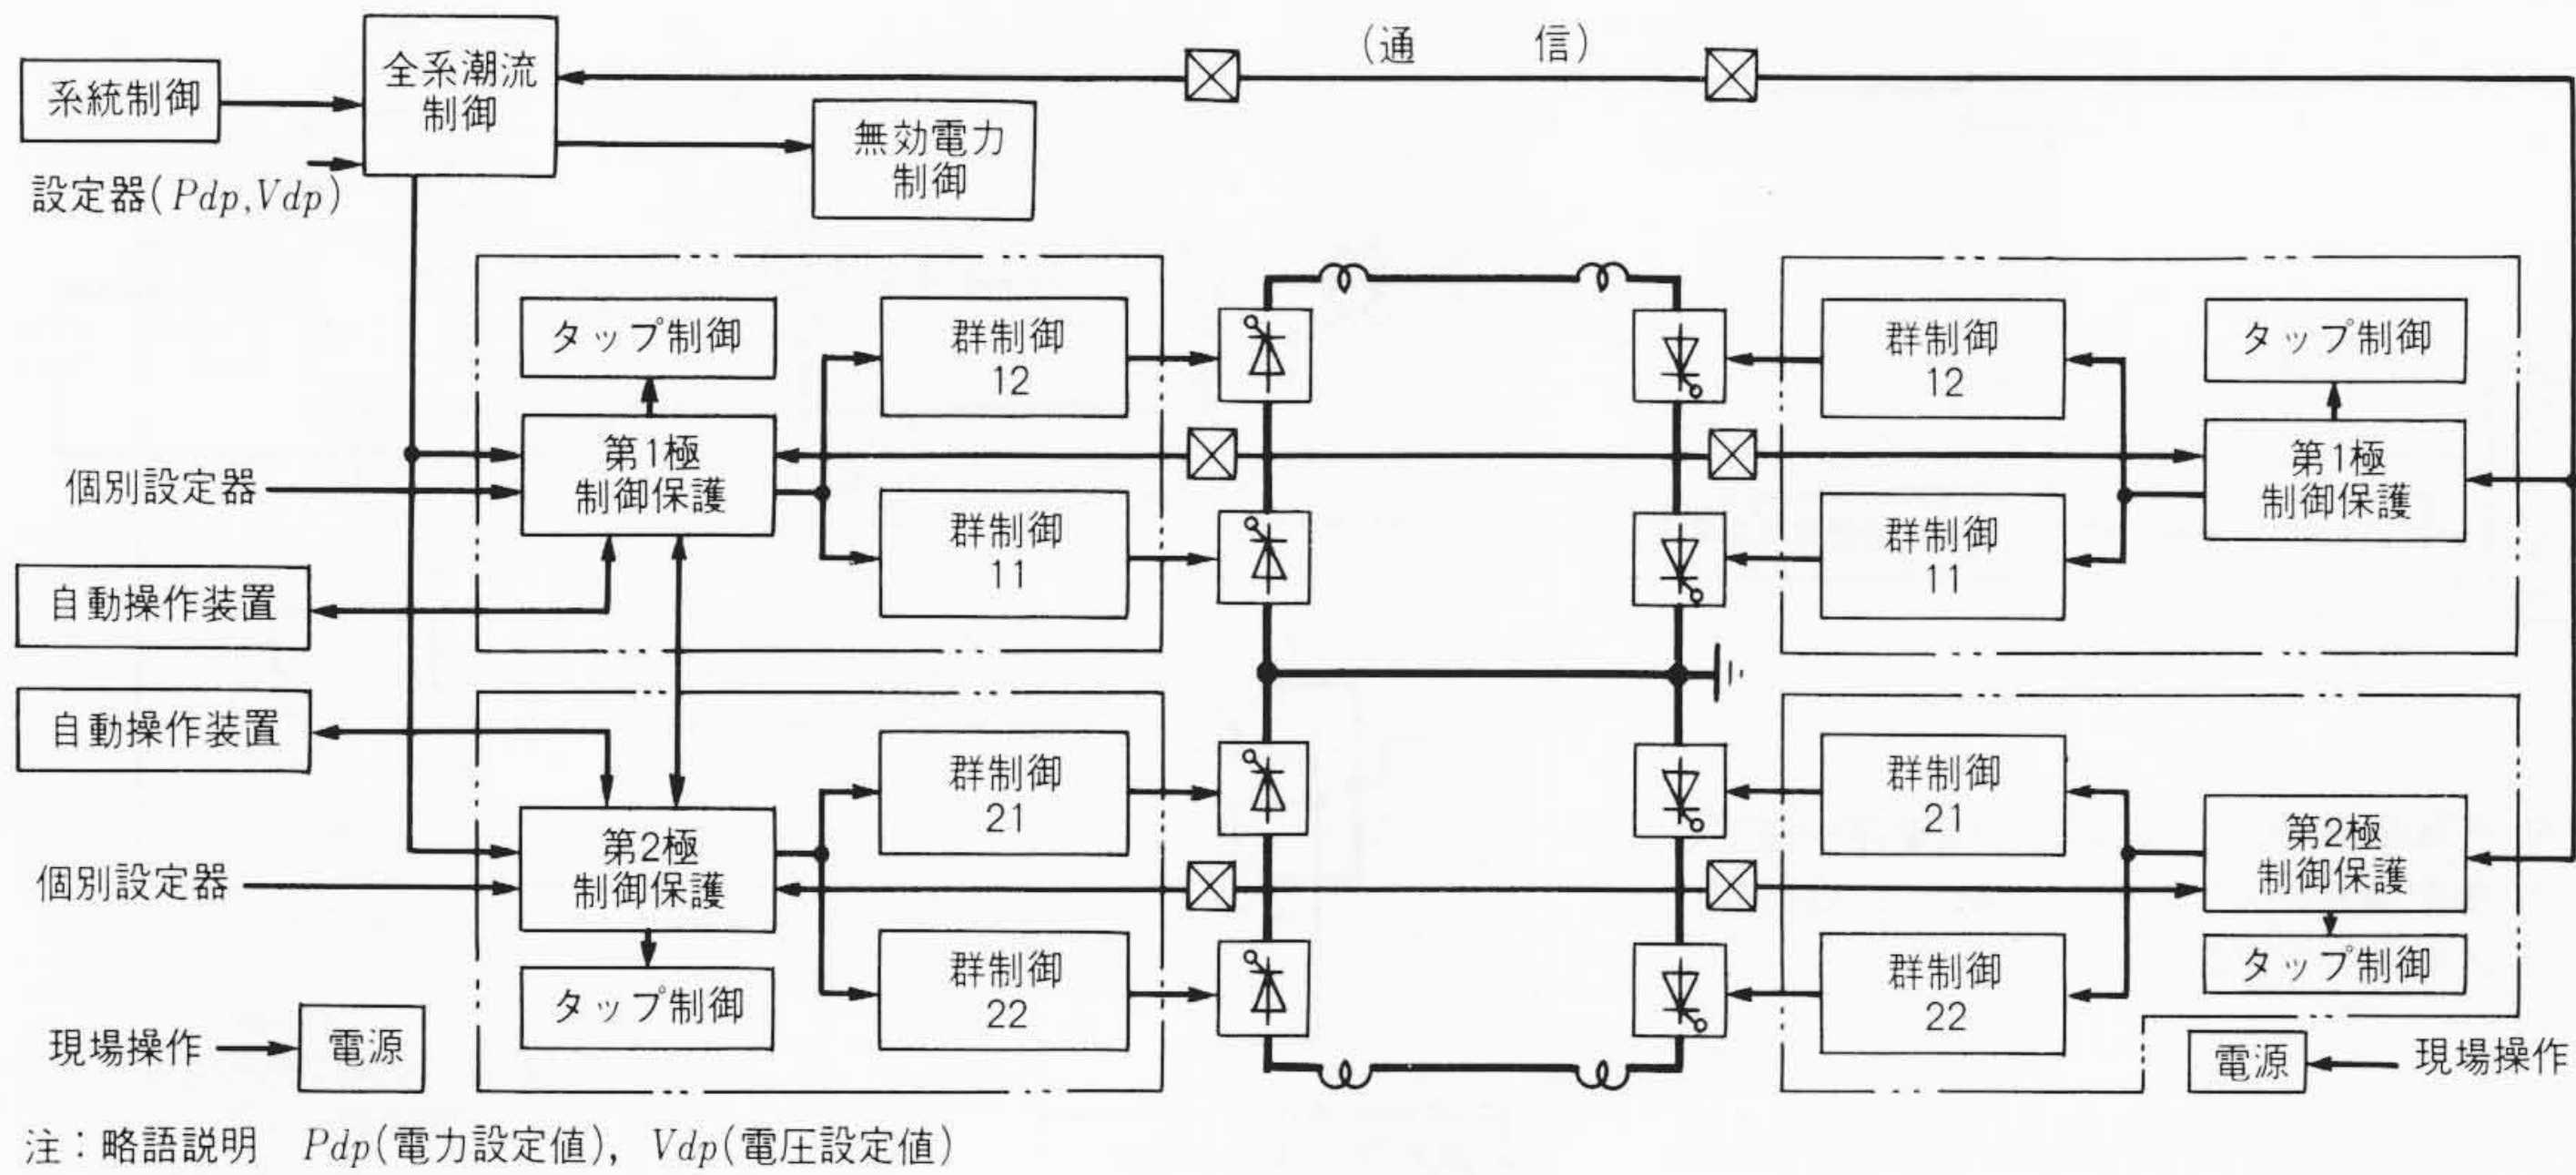 (通 信)
系統制御
全系潮流
制御
無効電力
制御
設定器(Pdp,Vdp)
タップ制御
群制御
12
第1極
制御保護
群制御
11
個別設定器
自動操作装置
群制御
12
タップ制御
第1極
制御保護
群制御
11
自動操作装置
群制御
21
第2極
制御保護
個別設定器
群制御
22
タップ制御
現場操作
電源
群制御
21
第2極
制御保護
群制御
22
タップ制御
電源
現場操作
注：略語説明 Pdp(電力設定値), Vdp(電圧設定値)